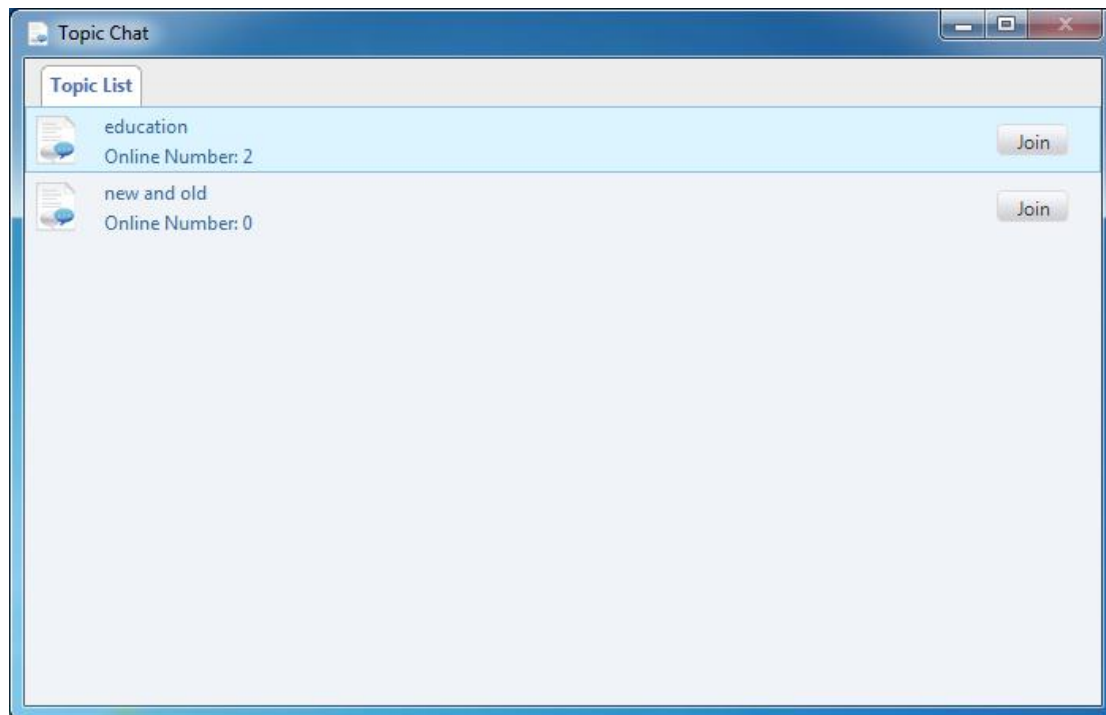 Topic Chat
Topic List
education
Online Number: 2
Join
new and old
Online Number: 0
Join